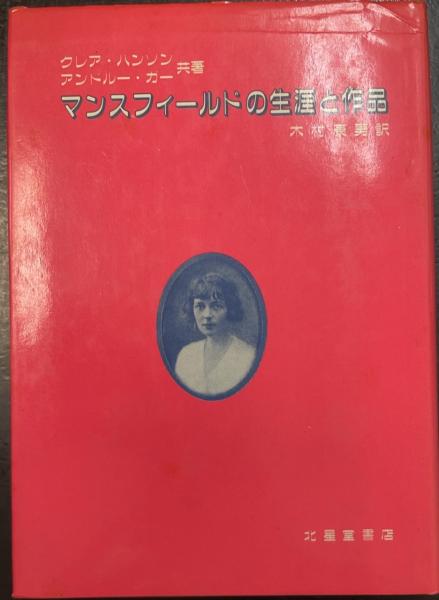 クレア・ハンソン
アンドルー・ガー 共著
マンスフィールドの生涯と作品
木村康男訳
北星堂書店